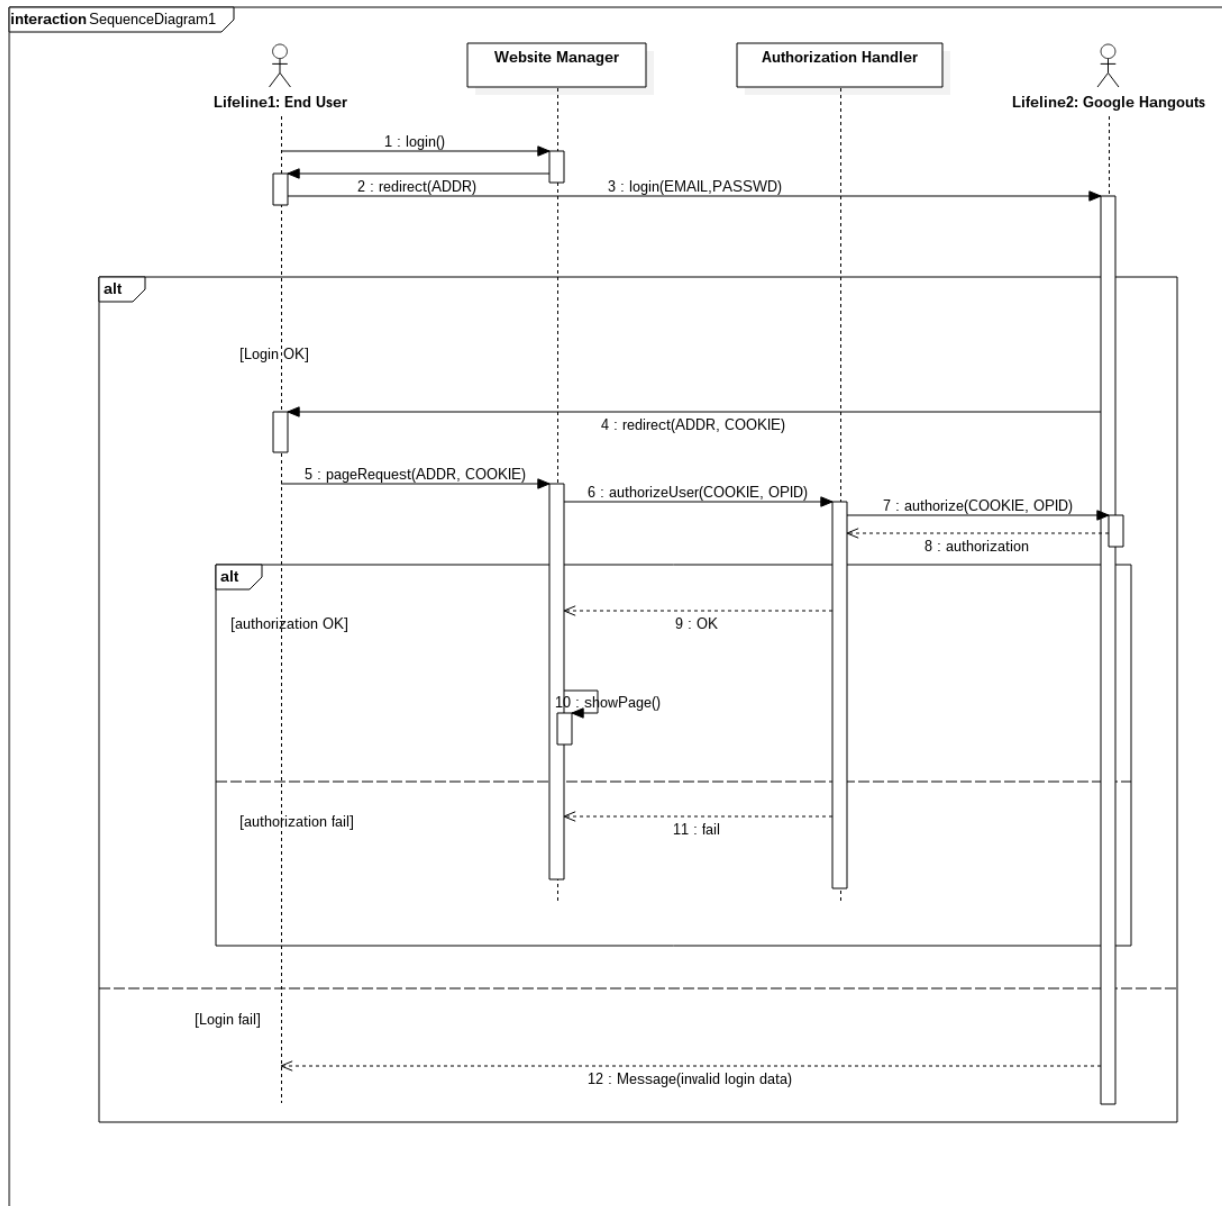 interaction SequenceDiagram1
Website Manager
Authorization Handler
Lifeline1: End User
Lifeline2: Google Hangouts
1 : login()
2 : redirect(ADDR)
3 : login(EMAIL,PASSWD)
alt
[Login OK]
4 : redirect(ADDR, COOKIE)
5 : pageRequest(ADDR, COOKIE)
6 : authorizeUser(COOKIE, OPID)
7 : authorize(COOKIE, OPID)
8 : authorization
alt
[authorization OK]
9 : OK
10 : showPage()
[authorization fail]
11 : fail
[Login fail]
12 : Message(invalid login data)